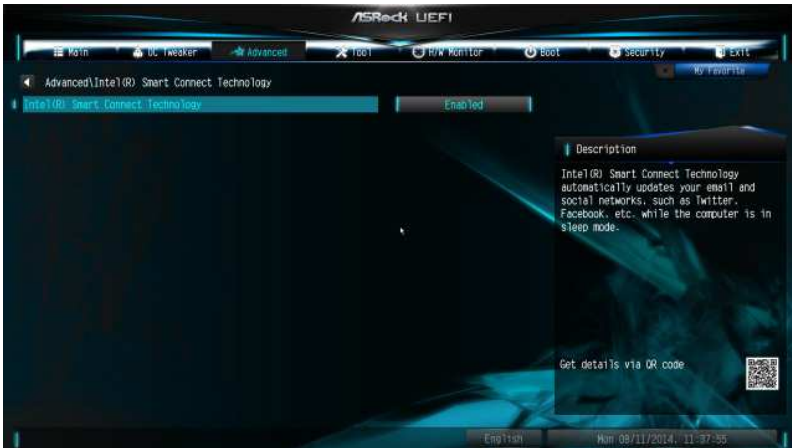 ASRock UEFI
Main
OC Tweaker
Advanced
Tool
H/W Monitor
Boot
Security
Exit
My Favorite
Advanced\Intel(R) Smart Connect Technology
Intel(R) Smart Connect Technology
Enabled
Description
Intel(R) Smart Connect Technology
automatically updates your email and
social networks, such as Twitter,
Facebook, etc. while the computer is in
sleep mode.
Get details via QR code
English
Mon 08/11/2014. 11:37:55